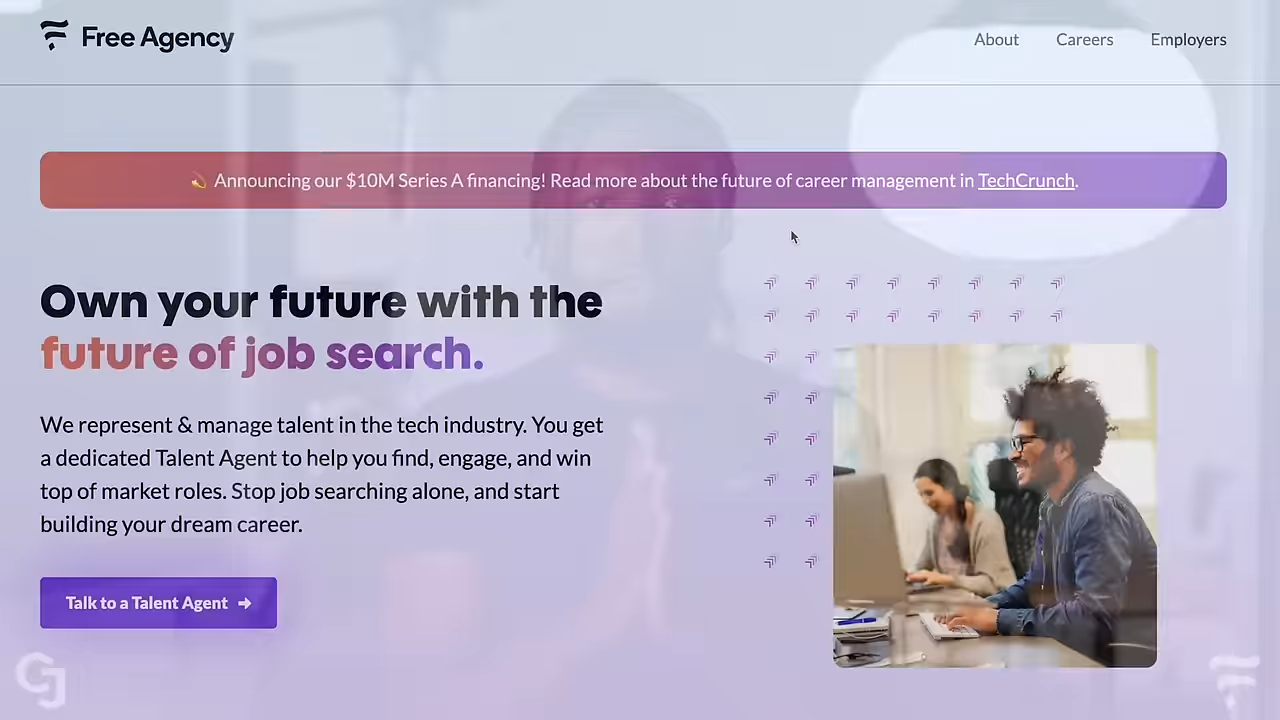 Free Agency
About
Careers
Employers
Announcing our $10M Series A financing! Read more about the future of career management in TechCrunch.
Own your future with the
future of job search.
We represent & manage talent in the tech industry. You get
a dedicated Talent Agent to help you find, engage, and win
top of market roles. Stop job searching alone, and start
building your dream career.
Talk to a Talent Agent
GJ